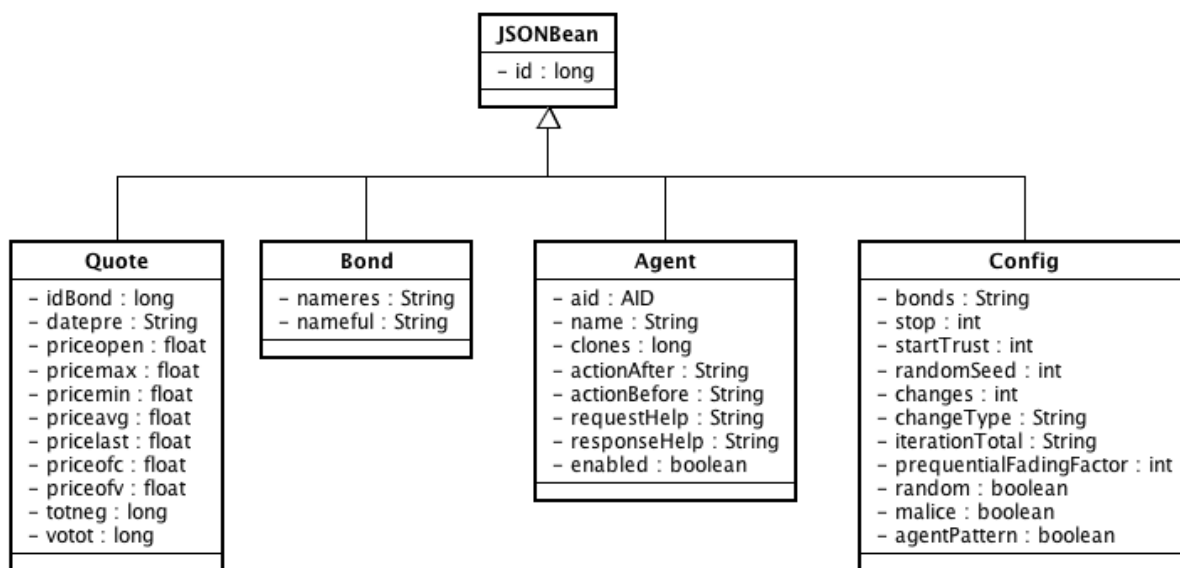 JSONBean
- id : long
Quote
- idBond : long
- datepre : String
- priceopen : float
- pricemax : float
- pricemin : float
- priceavg : float
- pricelast : float
- priceofc : float
- priceofv : float
- totneg : long
- votot : long
Bond
- nameres : String
- nameful : String
Agent
- aid : AID
- name : String
- clones : long
- actionAfter : String
- actionBefore : String
- requestHelp : String
- responseHelp : String
- enabled : boolean
Config
- bonds : String
- stop : int
- startTrust : int
- randomSeed : int
- changes : int
- changeType : String
- iterationTotal : String
- prequentialFadingFactor : int
- random : boolean
- malice : boolean
- agentPattern : boolean